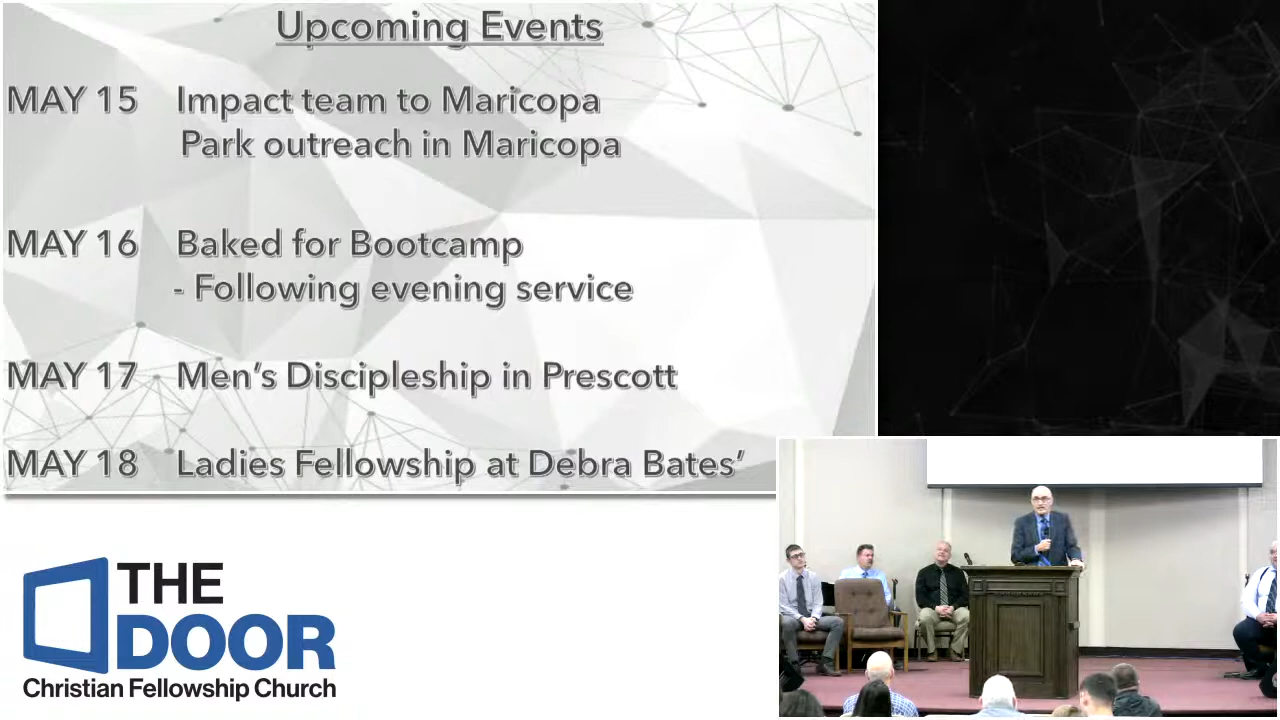 Upcoming Events
MAY 15 Impact team to Maricopa
Park outreach in Maricopa
MAY 16 Baked for Bootcamp
- Following evening service
MAY 17 Men’s Discipleship in Prescott
MAY 18 Ladies Fellowship at Debra Bates’
THE
DOOR
Christian Fellowship Church